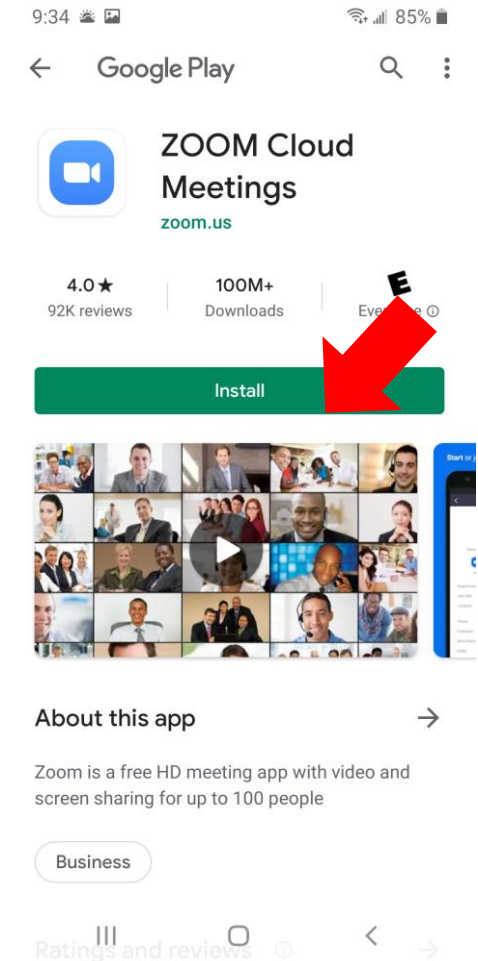 9:34 85%
Google Play
ZOOM Cloud
Meetings
zoom.us
4.0★ 100M+ E
92K reviews Downloads
Install
Start or
About this app
Zoom is a free HD meeting app with video and
screen sharing for up to 100 people
Business
Ratings and reviews